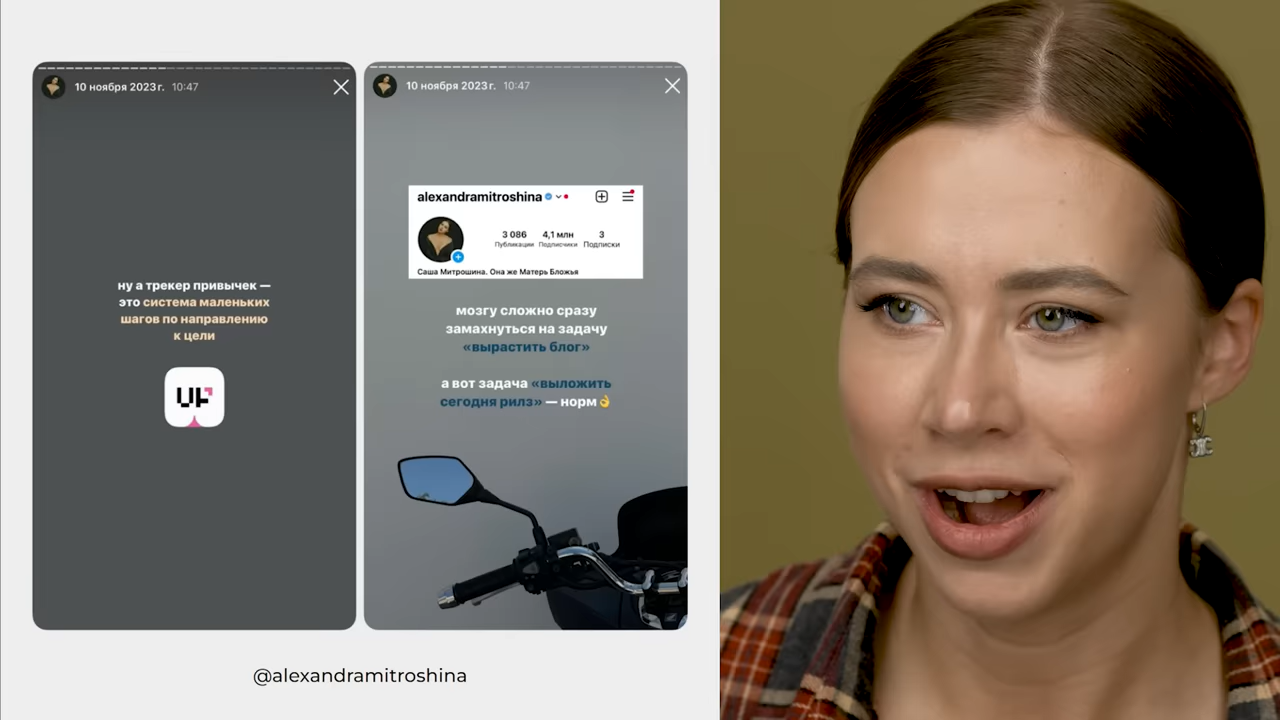 10 ноября 2023 г. 10:47
ну а трекер привычек —
это система маленьких
шагов по направлению
к цели
UP
10 ноября 2023 г. 10:47
alexandramitroshina
3 086
4,1 млн
3
Публикации
Подписчики
Подписки
Саша Митрошина. Она же Матерь Бложья
мозгу сложно сразу
замахнуться на задачу
«вырастить блог»
а вот задача «выложить
сегодня рилз» — норм👌
@alexandramitroshina